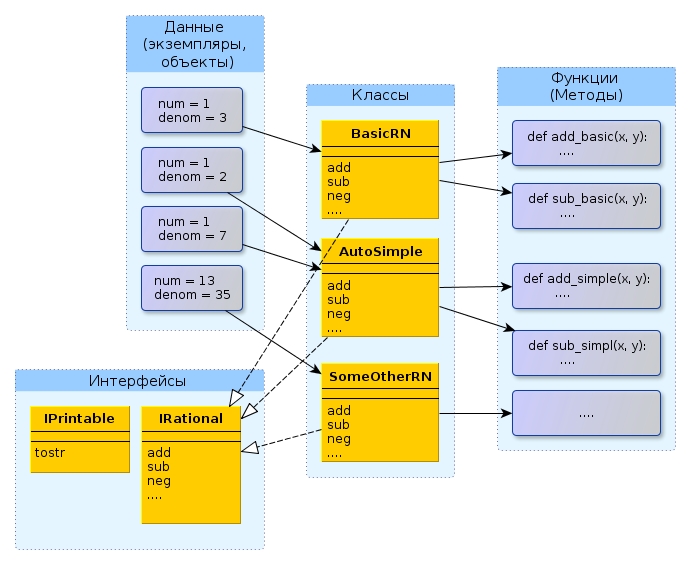 Данные
(экземпляры,
объекты)
num = 1
denom = 3
num = 1
denom = 2
num = 1
denom = 7
num = 13
denom = 35
Классы
BasicRN
add
sub
neg
....
AutoSimple
add
sub
neg
....
SomeOtherRN
add
sub
neg
....
Функции
(Методы)
def add_basic(x, y):
....
def sub_basic(x, y):
....
def add_simple(x, y):
....
def sub_simpl(x, y):
....
....
Интерфейсы
IPrintable
tostr
IRational
add
sub
neg
....